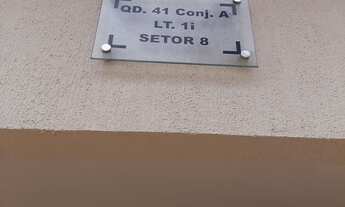 QD. 41 Conj. A
LT. 1i
SETOR 8